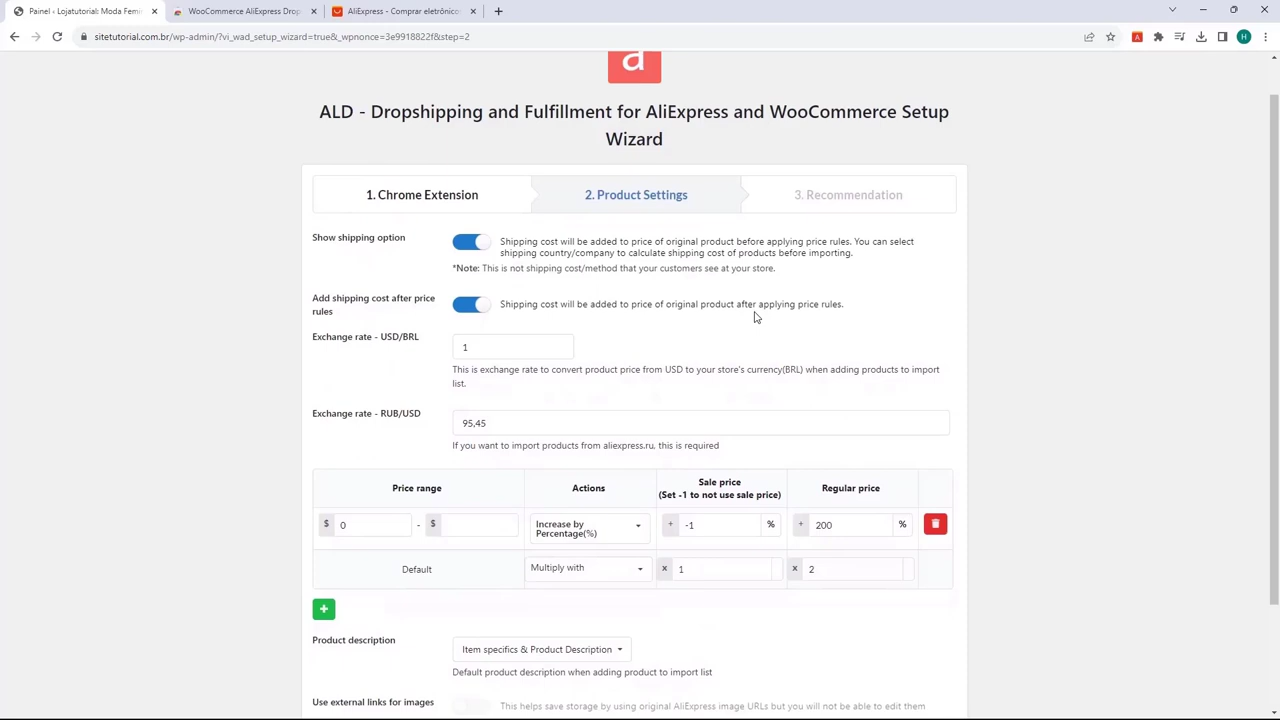 Painel ‹ Lojatutorial: Moda Femi
WooCommerce AliExpress Drop
AliExpress - Comprar eletrônicos
sitetutorial.com.br/wp-admin/?vi_wad_setup_wizard=true&_wpnonce=3e9918822f&step=2
A
H
a
ALD - Dropshipping and Fulfillment for AliExpress and WooCommerce Setup
Wizard
1. Chrome Extension
2. Product Settings
3. Recommendation
Show shipping option
Shipping cost will be added to price of original product before applying price rules. You can select
shipping country/company to calculate shipping cost of products before importing.
*Note: This is not shipping cost/method that your customers see at your store.
Add shipping cost after price
rules
Shipping cost will be added to price of original product after applying price rules.
Exchange rate - USD/BRL
1
This is exchange rate to convert product price from USD to your store's currency(BRL) when adding products to import
list.
Exchange rate - RUB/USD
95,45
If you want to import products from aliexpress.ru, this is required
Price range
Actions
Sale price
(Set -1 to not use sale price)
Regular price
$ 0 - $
Increase by
Percentage(%)
+ -1 %
+ 200 %
Default
Multiply with
x 1
x 2
+
Product description
Item specifics & Product Description
Default product description when adding product to import list
Use external links for images
This helps save storage by using original AliExpress image URLs but you will not be able to edit them